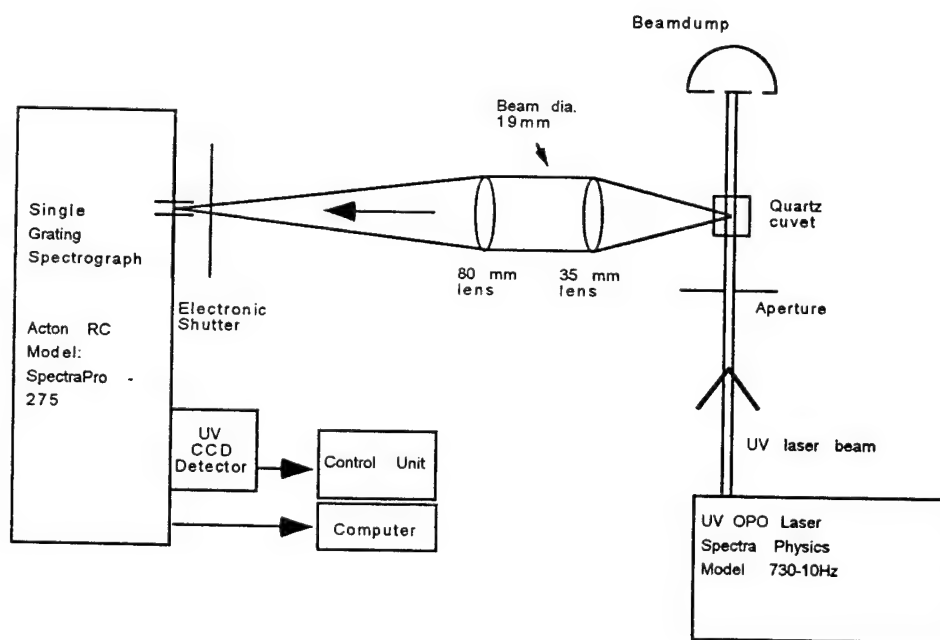 Beamdump
Beam dia.
19mm
Single
Grating
Spectrograph
Quartz
cuvet
80 mm
lens
35 mm
lens
Electronic
Shutter
Aperture
Acton RC
Model:
SpectraPro -
275
UV
CCD
Detector
Control Unit
UV laser beam
Computer
UV OPO Laser
Spectra Physics
Model 730-10Hz